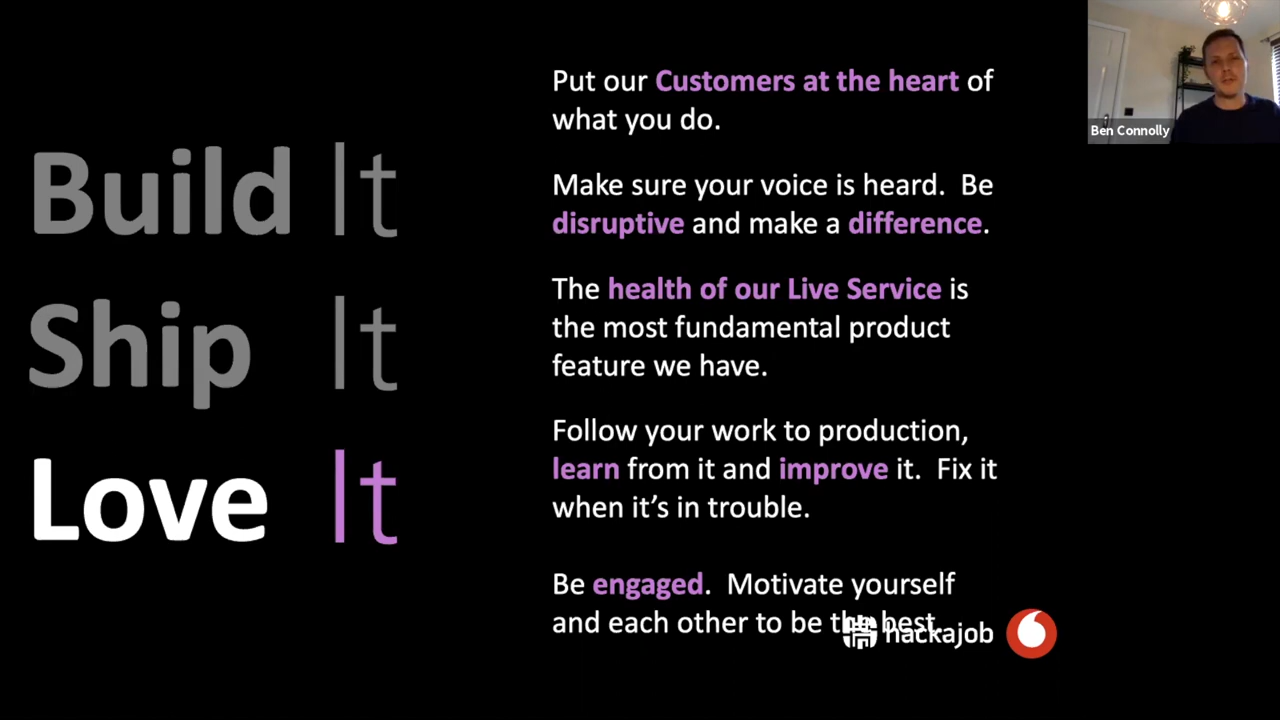 Build It
Ship It
Love It
Put our Customers at the heart of
what you do.
Make sure your voice is heard. Be
disruptive and make a difference.
The health of our Live Service is
the most fundamental product
feature we have.
Follow your work to production,
learn from it and improve it. Fix it
when it's in trouble.
Be engaged. Motivate yourself
and each other to be the best.
hackajob
Ben Connolly